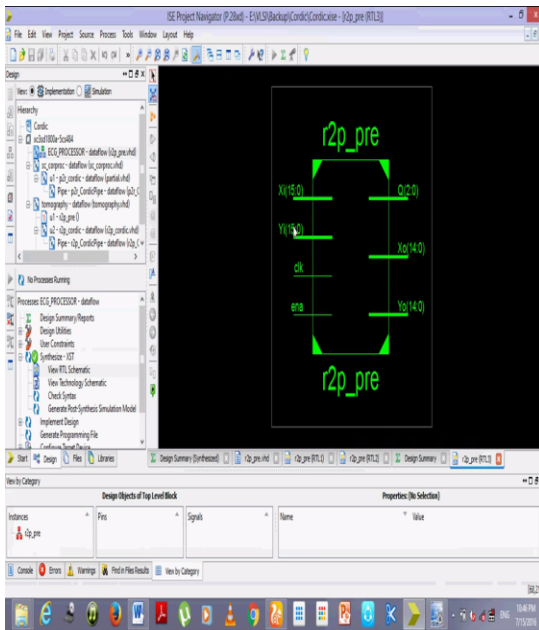 ISE Project Navigator (P.28xd) - E:\VLSI\Backup\Cordic\Cordic.xise - [r2p_pre (RTL3)]
File Edit View Project Source Process Tools Window Layout Help
Design
View: Implementation Simulation
Hierarchy
Cordic
xc3sd1800a-5cs484
ECG_PROCESSOR - dataflow (r2p_pre.vhd)
sc_corproc - dataflow (sc_corproc.vhd)
u1 - p2r_cordic - dataflow (partial.vhd)
Pipe - p2r_CordicPipe - dataflow (p2r_C
tomography - dataflow (tomography.vhd)
u1 - r2p_pre ()
u2 - r2p_cordic - dataflow (r2p_cordic.vhd)
Pipe - r2p_CordicPipe - dataflow (r2p_C
No Processes Running
Processes: ECG_PROCESSOR - dataflow
Design Summary/Reports
Design Utilities
User Constraints
Synthesize - XST
View RTL Schematic
View Technology Schematic
Check Syntax
Generate Post-Synthesis Simulation Model
Implement Design
Generate Programming File
Configure Target Device
Start Design Files Libraries
r2p_pre
Xi(15:0) Q(2:0)
Yi(15:0)
Xo(14:0)
clk
ena Yo(14:0)
r2p_pre
Design Summary (Synthesized) r2p_pre.vhd r2p_pre (RTL1) r2p_pre (RTL2) Design Summary r2p_pre (RTL3)
View by Category
Design Objects of Top Level Block Properties: (No Selection)
Instances Pins Signals Name Value
r2p_pre
Console Errors Warnings Find in Files Results View by Category
ENG 10:46 PM
7/15/2016